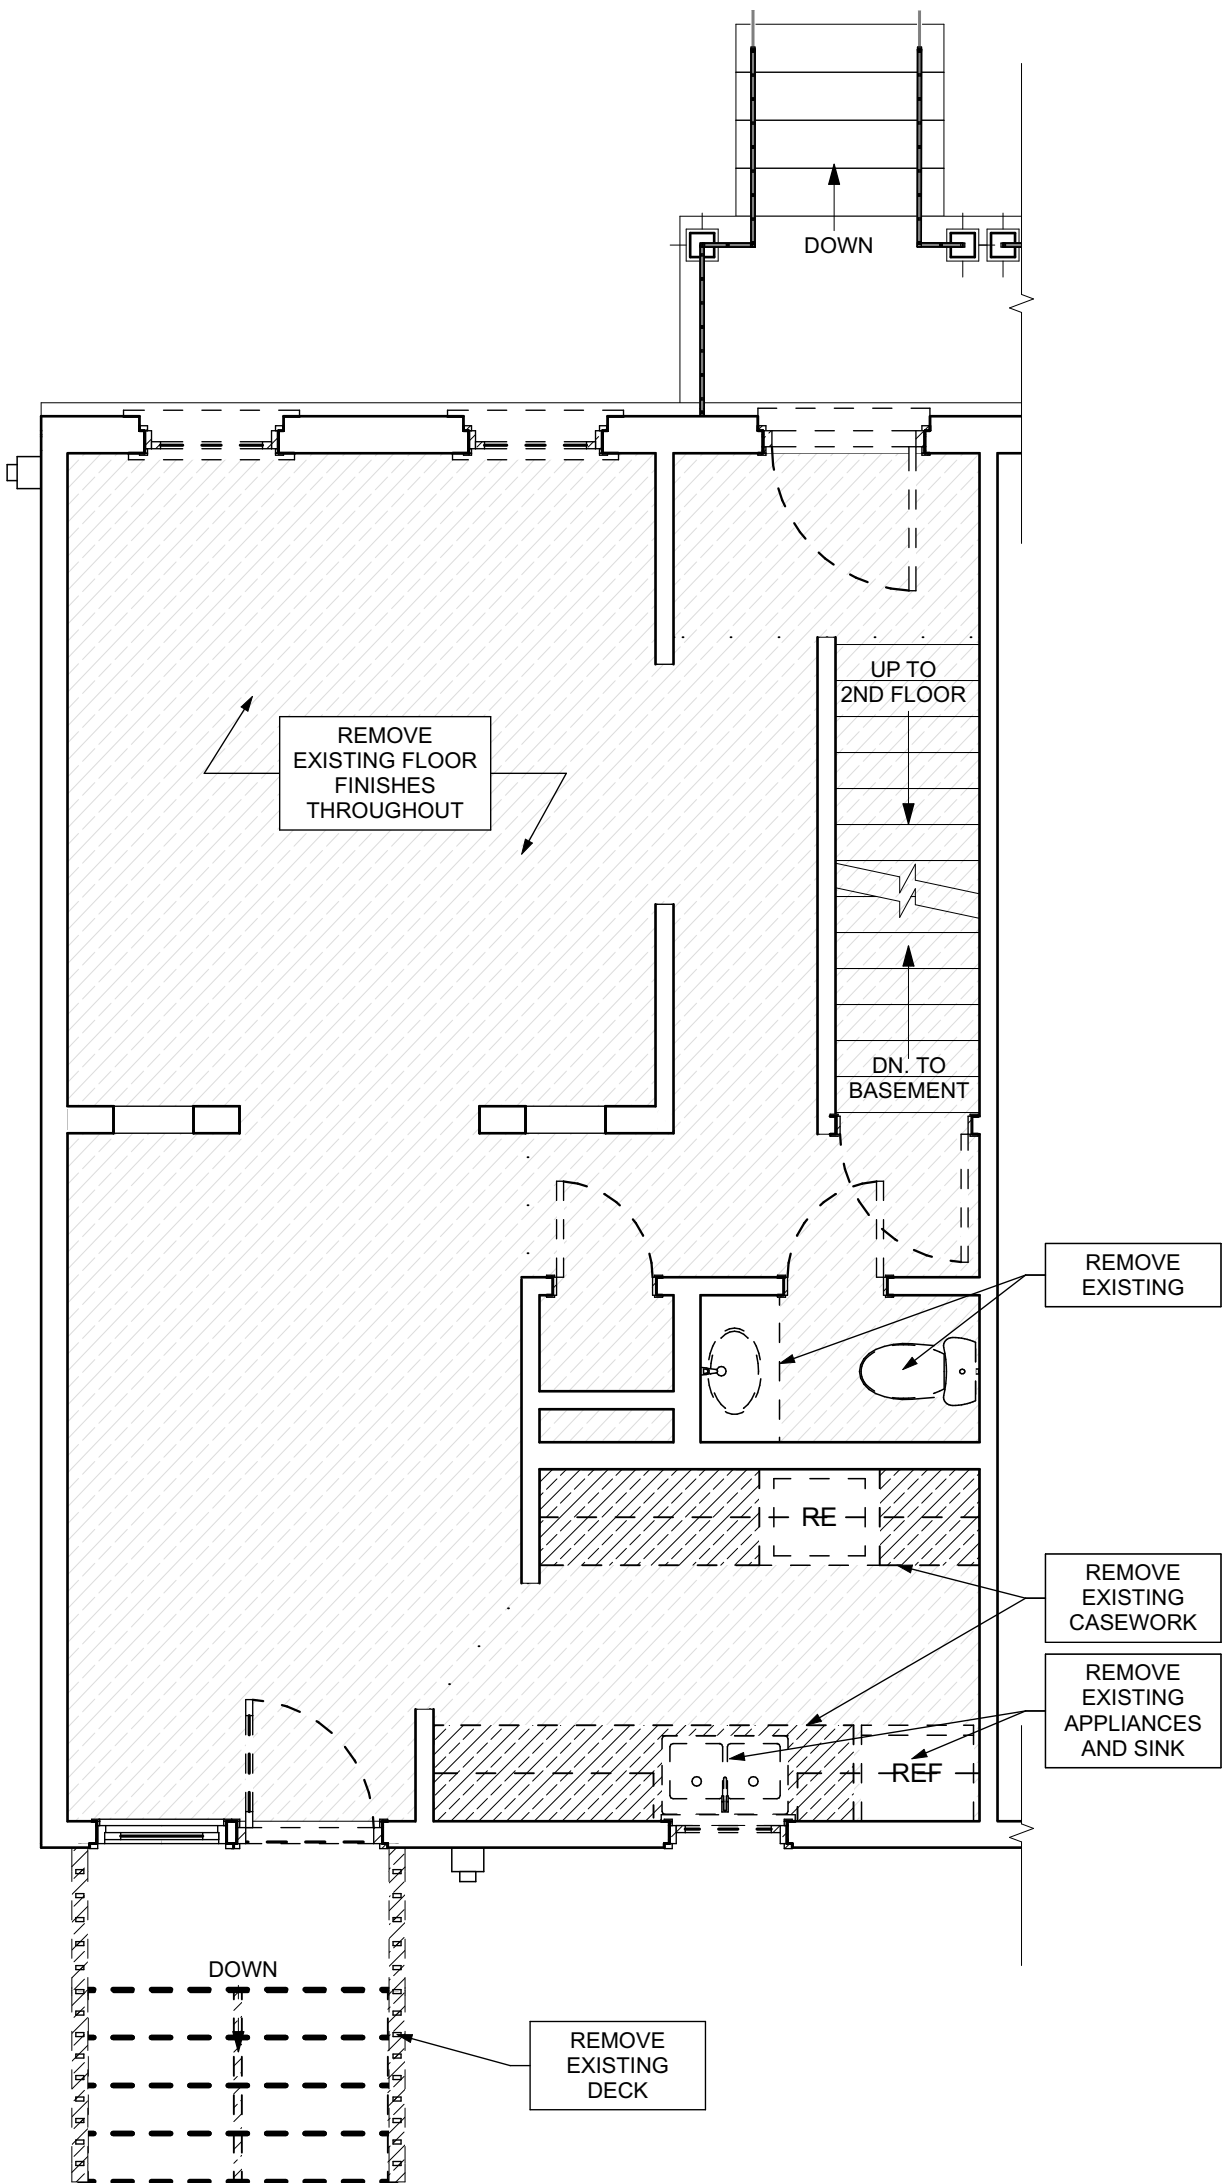 DOWN
UP TO
2ND FLOOR
REMOVE
EXISTING FLOOR
FINISHES
THROUGHOUT
DN. TO
BASEMENT
REMOVE
EXISTING
RE
REMOVE
EXISTING
CASEWORK
REMOVE
EXISTING
APPLIANCES
AND SINK
REF
DOWN
REMOVE
EXISTING
DECK